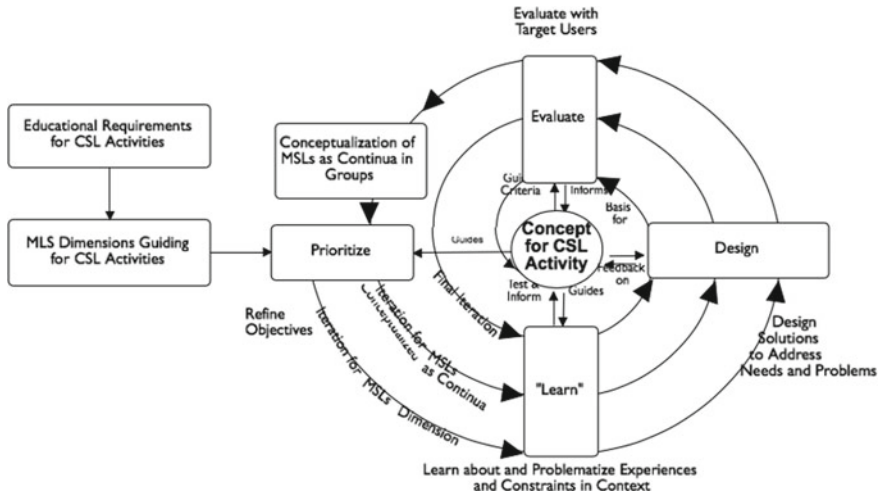 Evaluate with
Target Users
Educational Requirements
for CSL Activities
Conceptualization of
MSLs as Continua in
Groups
Evaluate
Criteria
Informs
Basis
for
MLS Dimensions Guiding
for CSL Activities
Prioritize
Guides
Concept
for CSL
Activity
Design
Feedback
on
Test &
Inform
Guides
Final Iteration
Refine
Objectives
Iteration for MSLs
Conceptualized as Continua
Iteration for MSLs Dimension
"Learn"
Design
Solutions
to Address
Needs and Problems
Learn about and Problematize Experiences
and Constraints in Context